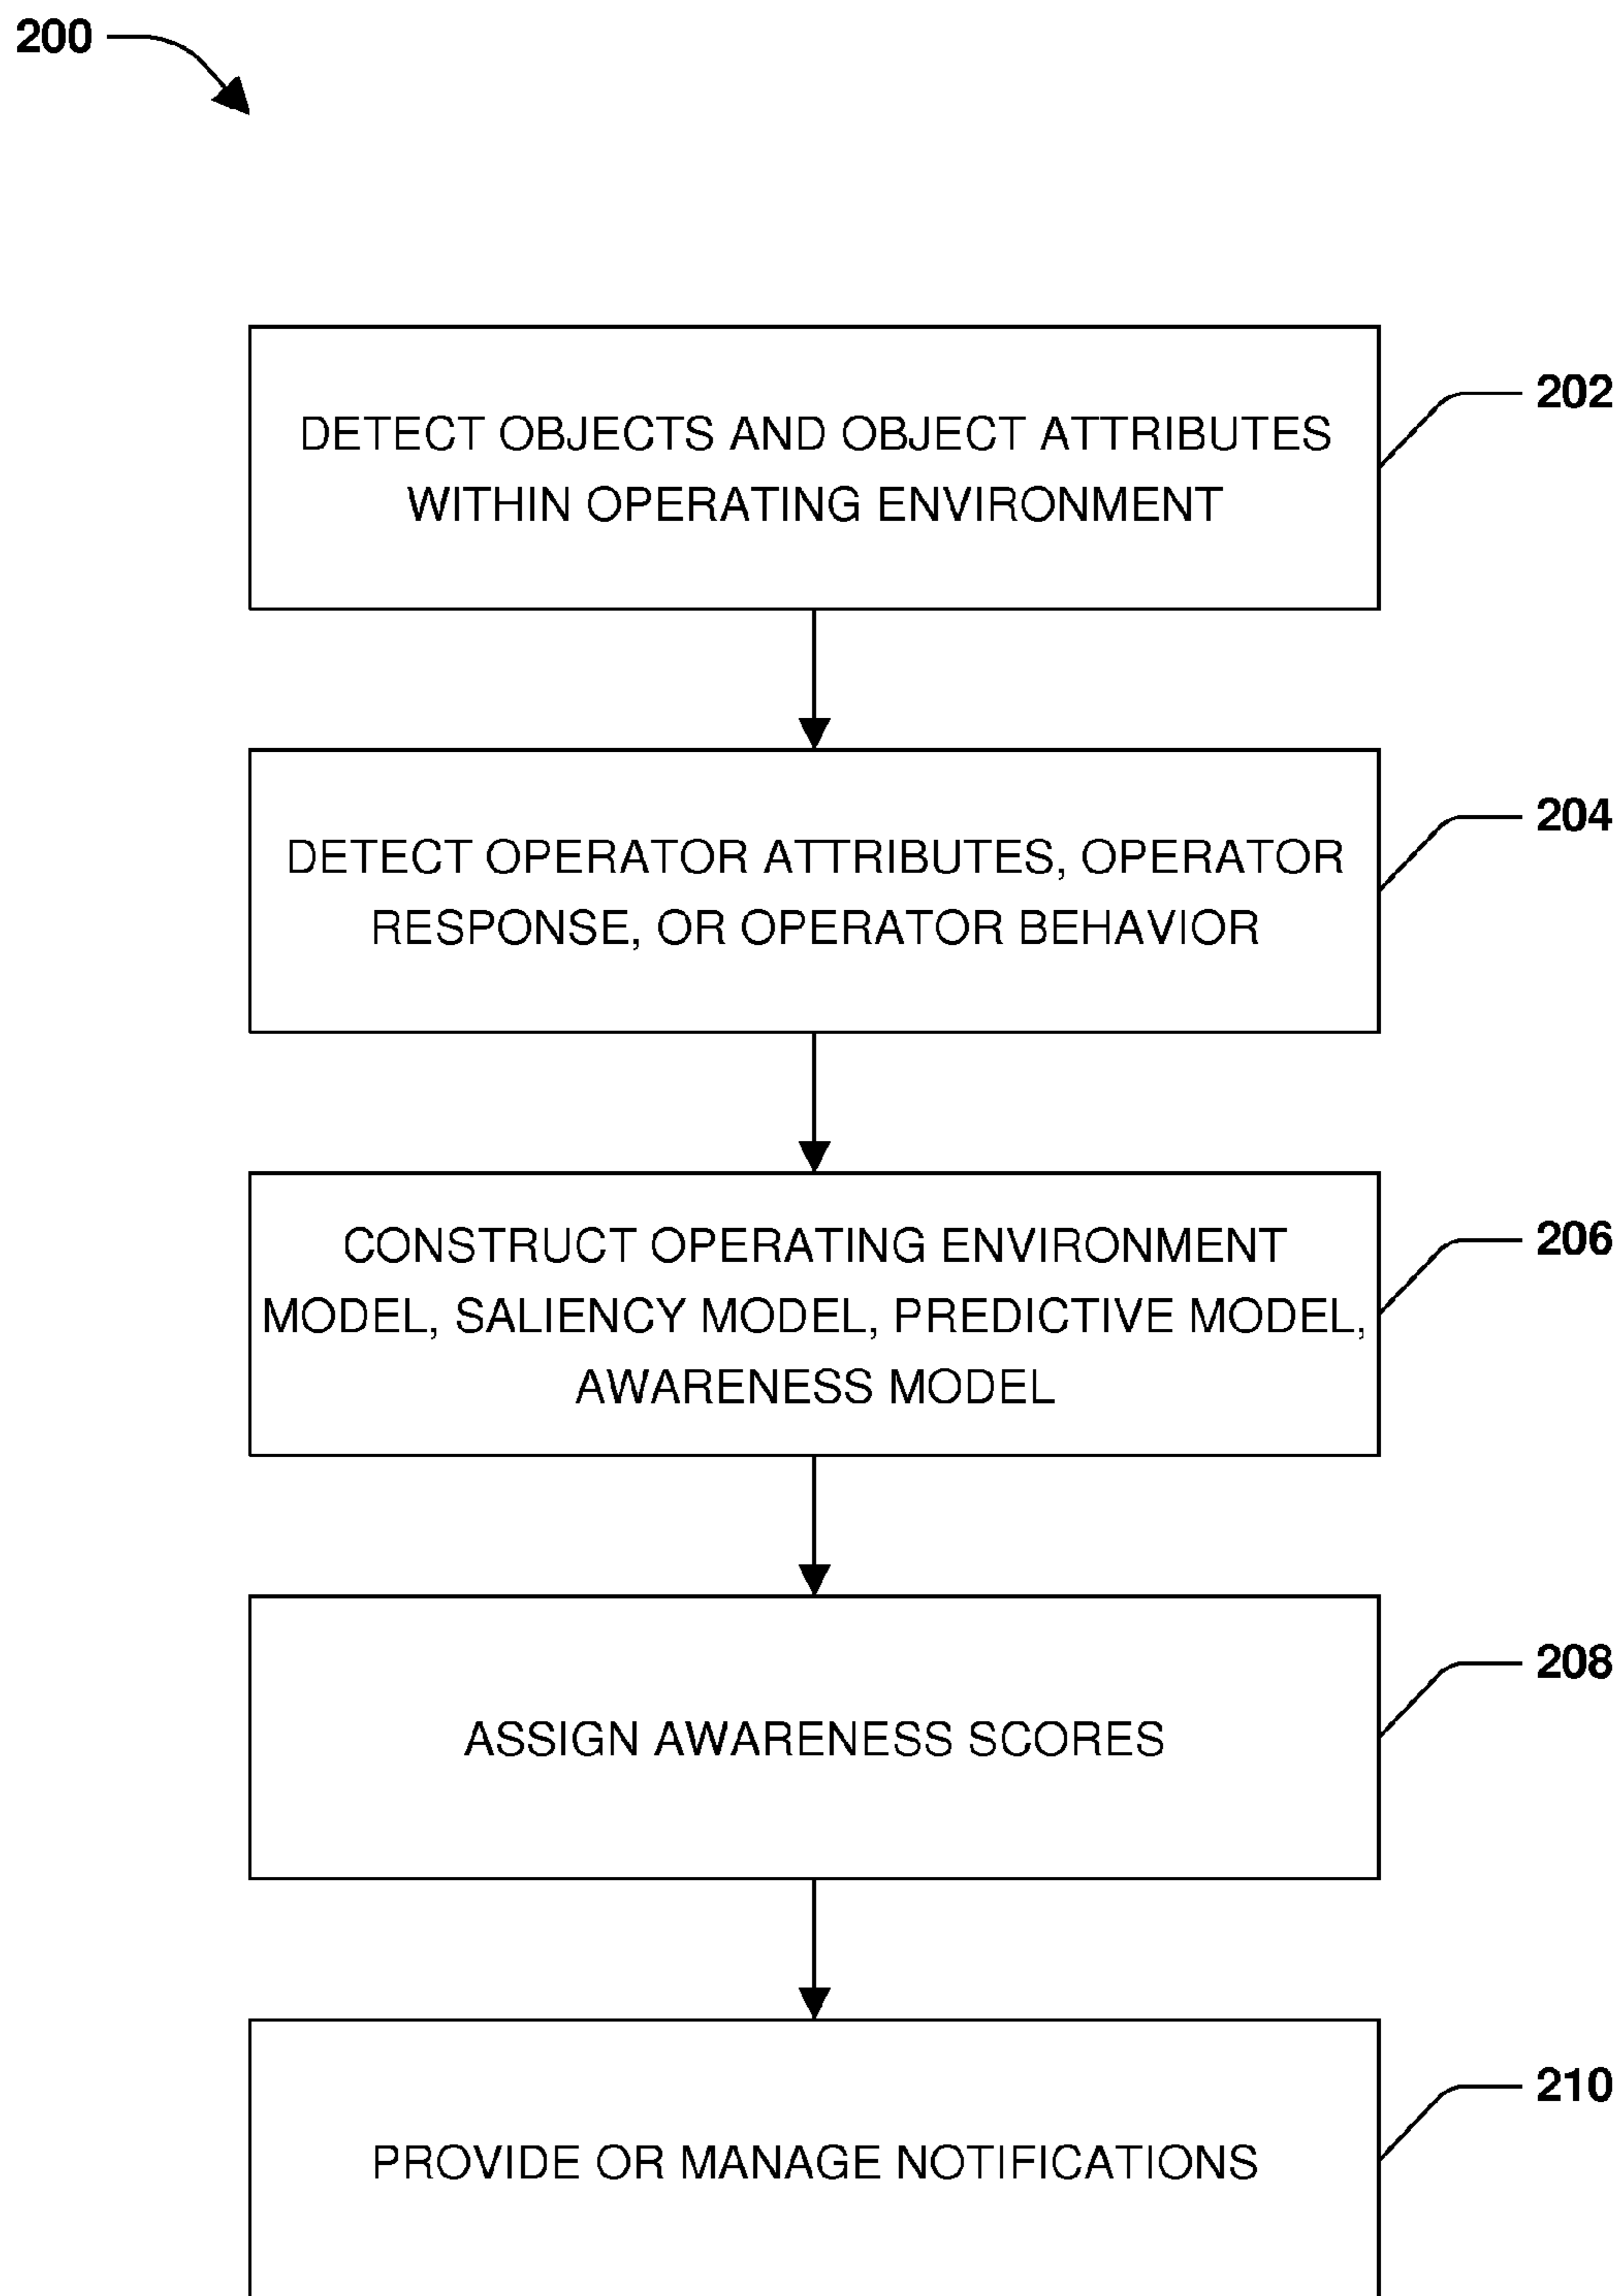 200
DETECT OBJECTS AND OBJECT ATTRIBUTES
WITHIN OPERATING ENVIRONMENT
202
DETECT OPERATOR ATTRIBUTES, OPERATOR
RESPONSE, OR OPERATOR BEHAVIOR
204
CONSTRUCT OPERATING ENVIRONMENT
MODEL, SALIENCY MODEL, PREDICTIVE MODEL,
AWARENESS MODEL
206
ASSIGN AWARENESS SCORES
208
PROVIDE OR MANAGE NOTIFICATIONS
210